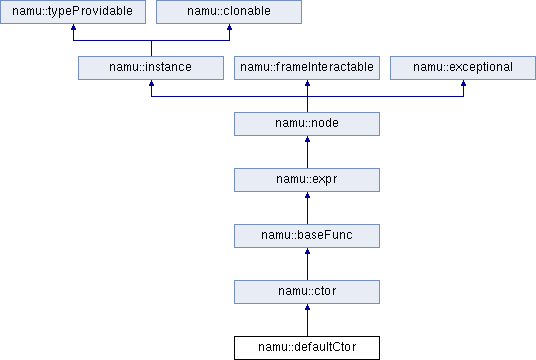 namu::typeProvidable
namu::clonable
namu::instance
namu::frameInteractable
namu::exceptional
namu::node
namu::expr
namu::baseFunc
namu::ctor
namu::defaultCtor